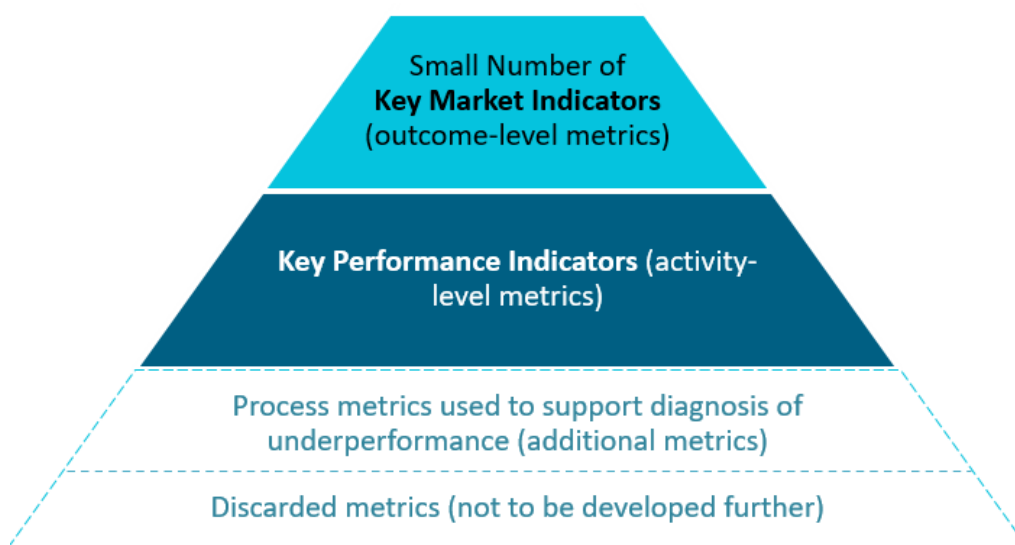 Small Number of
Key Market Indicators
(outcome-level metrics)
Key Performance Indicators (activity-
level metrics)
Process metrics used to support diagnosis of
underperformance (additional metrics)
Discarded metrics (not to be developed further)